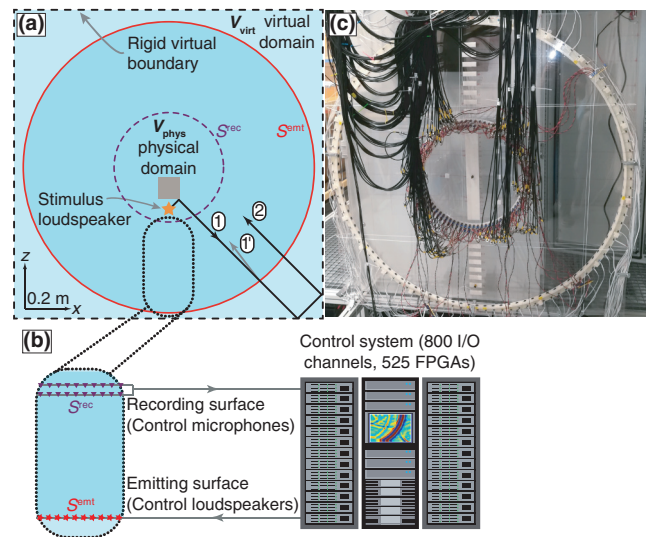 (a)
V_virt virtual
domain
Rigid virtual
boundary
V_phys
physical
domain
S^rec
S^emt
Stimulus
loudspeaker
1
2
1'
z
0.2 m
x
(c)
(b)
S^rec
Recording surface
(Control microphones)
Emitting surface
(Control loudspeakers)
S^emt
Control system (800 I/O
channels, 525 FPGAs)